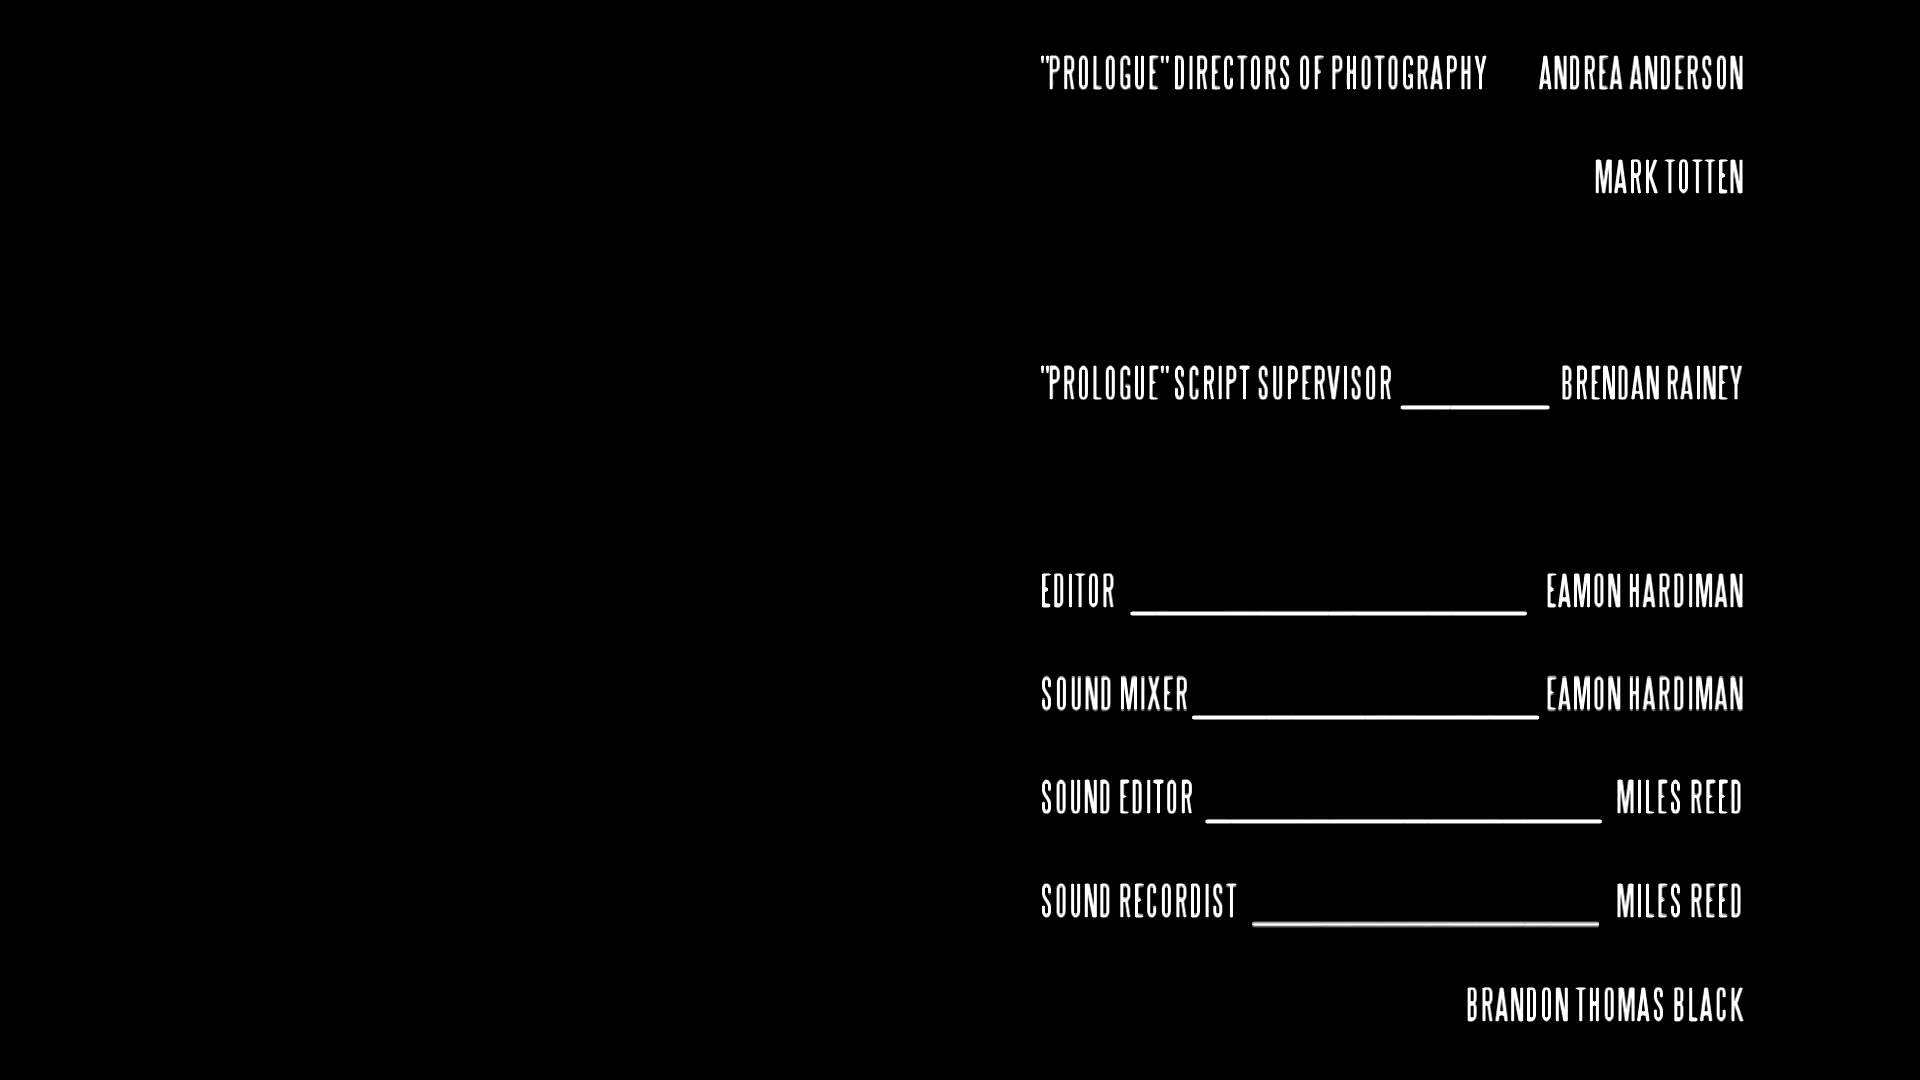 "PROLOGUE" DIRECTORS OF PHOTOGRAPHY ANDREA ANDERSON
MARK TOTTEN
"PROLOGUE" SCRIPT SUPERVISOR BRENDAN RAINEY
EDITOR EAMON HARDIMAN
SOUND MIXER EAMON HARDIMAN
SOUND EDITOR MILES REED
SOUND RECORDIST MILES REED
BRANDON THOMAS BLACK